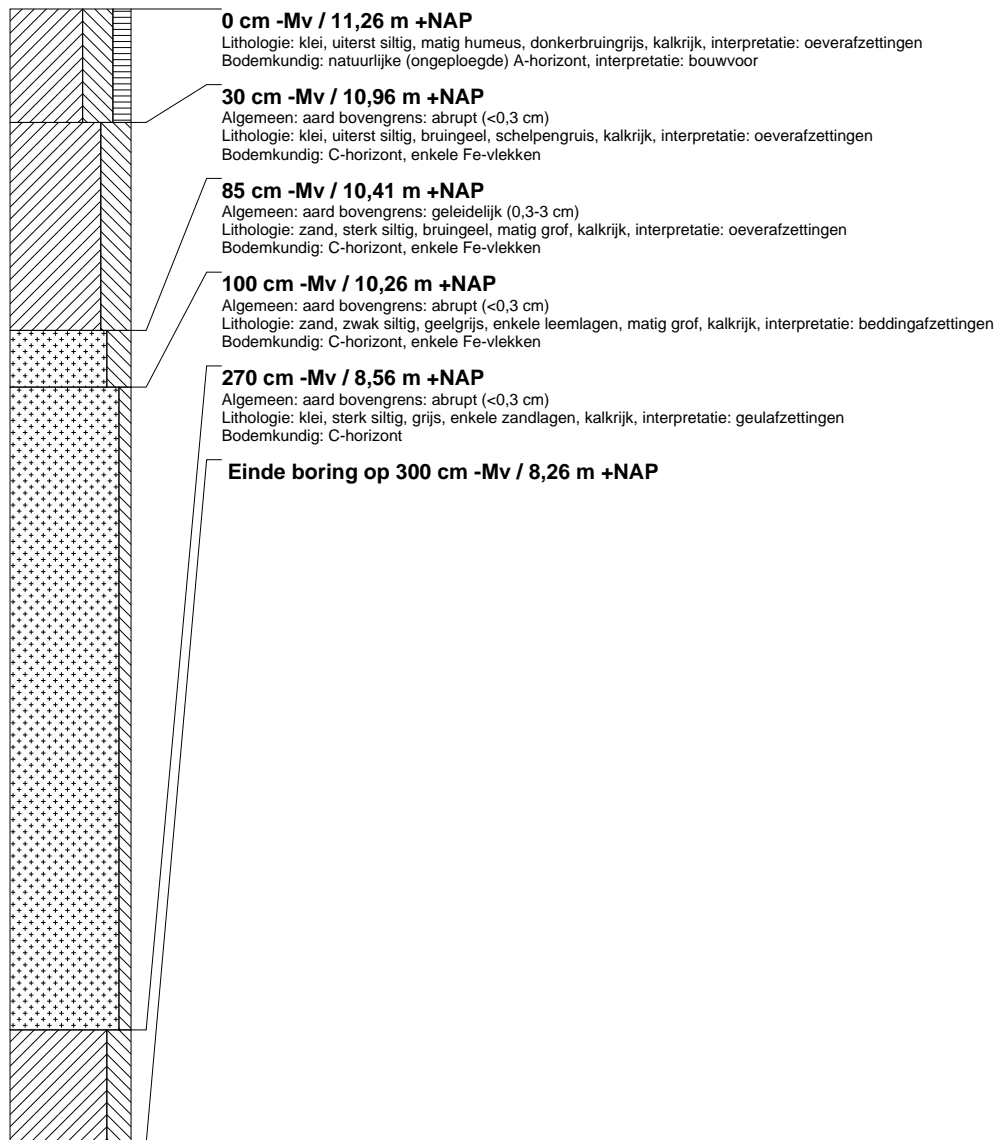 0 cm -Mv / 11,26 m +NAP
Lithologie: klei, uiterst siltig, matig humeus, donkerbruingrijs, kalkrijk, interpretatie: oeverafzettingen
Bodemkundig: natuurlijke (ongeploegde) A-horizont, interpretatie: bouwvoor
30 cm -Mv / 10,96 m +NAP
Algemeen: aard bovengrens: abrupt (<0,3 cm)
Lithologie: klei, uiterst siltig, bruingeel, schelpengruis, kalkrijk, interpretatie: oeverafzettingen
Bodemkundig: C-horizont, enkele Fe-vlekken
85 cm -Mv / 10,41 m +NAP
Algemeen: aard bovengrens: geleidelijk (0,3-3 cm)
Lithologie: zand, sterk siltig, bruingeel, matig grof, kalkrijk, interpretatie: oeverafzettingen
Bodemkundig: C-horizont, enkele Fe-vlekken
100 cm -Mv / 10,26 m +NAP
Algemeen: aard bovengrens: abrupt (<0,3 cm)
Lithologie: zand, zwak siltig, geelgrijs, enkele leemlagen, matig grof, kalkrijk, interpretatie: beddingafzettingen
Bodemkundig: C-horizont, enkele Fe-vlekken
270 cm -Mv / 8,56 m +NAP
Algemeen: aard bovengrens: abrupt (<0,3 cm)
Lithologie: klei, sterk siltig, grijs, enkele zandlagen, kalkrijk, interpretatie: geulafzettingen
Bodemkundig: C-horizont
Einde boring op 300 cm -Mv / 8,26 m +NAP